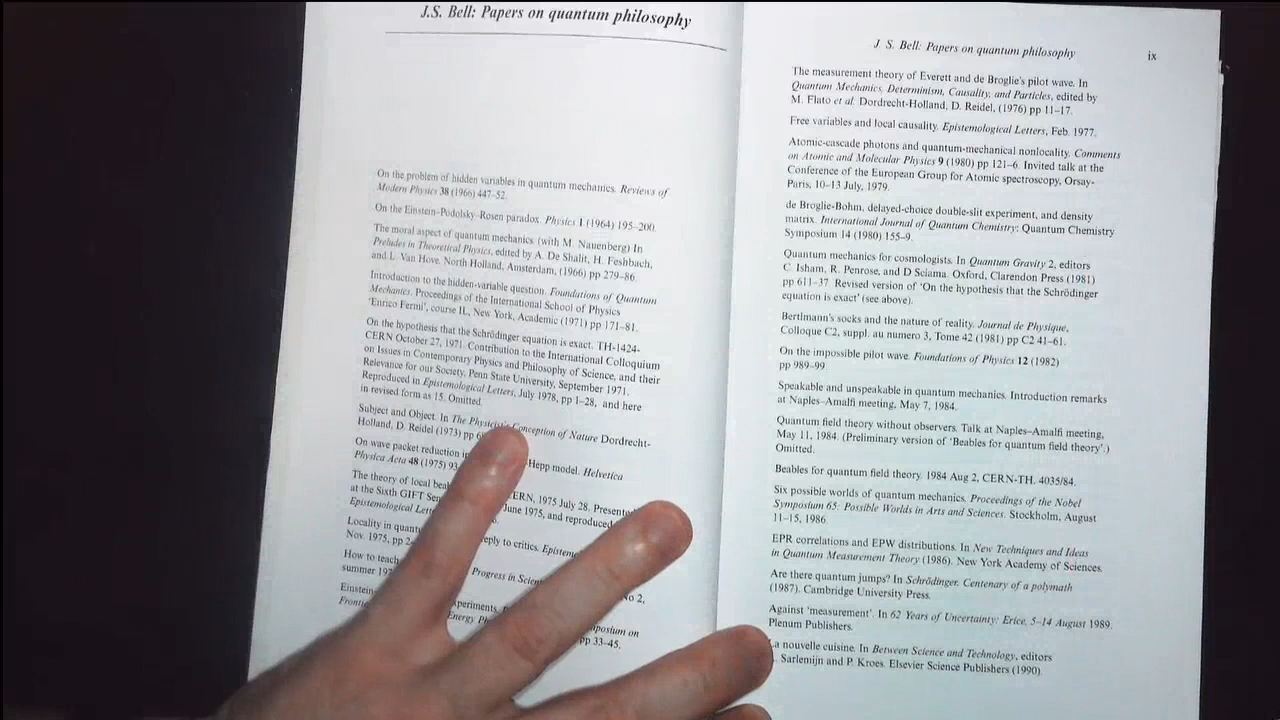 J.S. Bell: Papers on quantum philosophy
On the problem of hidden variables in quantum mechanics. Reviews of
Modern Physics 38 (1966) 447–52.
On the Einstein–Podolsky–Rosen paradox. Physics 1 (1964) 195–200.
The moral aspect of quantum mechanics (with M. Nauenberg) In
Preludes in Theoretical Physics, edited by A. De Shalit, H. Feshbach,
and L. Van Hove. North Holland, Amsterdam, (1966) pp 279–86.
Introduction to the hidden-variable question. Foundations of Quantum
Mechanics. Proceedings of the International School of Physics
'Enrico Fermi', course IL, New York, Academic (1971) pp 171–81.
On the hypothesis that the Schrödinger equation is exact. TH-1424-
CERN October 27, 1971. Contribution to the International Colloquium
on Issues in Contemporary Physics and Philosophy of Science, and their
Relevance for our Society, Penn State University, September 1971.
Reproduced in Epistemological Letters, July 1978, pp 1–28, and here
in revised form as 15. Omitted.
Subject and Object. In The Physicist's Conception of Nature Dordrecht-
Holland, D. Reidel (1973) pp
On wave packet reduction in Hepp model. Helvetica
Physica Acta 48 (1975) 93
The theory of local CERN, 1975 July 28. Presented
at the Sixth GIFT June 1975, and reproduced
Epistemological
Locality in reply to critics.
Nov. 1975, pp
How to teach Progress in No 2,
summer
on
pp 33–45.
J. S. Bell: Papers on quantum philosophy ix
The measurement theory of Everett and de Broglie's pilot wave. In
Quantum Mechanics, Determinism, Causality, and Particles, edited by
M. Flato et al. Dordrecht-Holland, D. Reidel, (1976) pp 11–17.
Free variables and local causality. Epistemological Letters, Feb. 1977.
Atomic-cascade photons and quantum-mechanical nonlocality. Comments
on Atomic and Molecular Physics 9 (1980) pp 121–6. Invited talk at the
Conference of the European Group for Atomic spectroscopy, Orsay-
Paris, 10–13 July, 1979.
de Broglie-Bohm, delayed-choice double-slit experiment, and density
matrix. International Journal of Quantum Chemistry: Quantum Chemistry
Symposium 14 (1980) 155–9.
Quantum mechanics for cosmologists. In Quantum Gravity 2, editors
C. Isham, R. Penrose, and D Sciama. Oxford, Clarendon Press (1981)
pp 611–37 Revised version of 'On the hypothesis that the Schrödinger
equation is exact' (see above).
Bertlmann's socks and the nature of reality. Journal de Physique,
Colloque C2, suppl. au numero 3, Tome 42 (1981) pp C2 41–61.
On the impossible pilot wave. Foundations of Physics 12 (1982)
pp 989–99
Speakable and unspeakable in quantum mechanics. Introduction remarks
at Naples–Amalfi meeting, May 7, 1984.
Quantum field theory without observers. Talk at Naples–Amalfi meeting,
May 11, 1984. (Preliminary version of 'Beables for quantum field theory'.)
Omitted.
Beables for quantum field theory. 1984 Aug 2, CERN-TH. 4035/84.
Six possible worlds of quantum mechanics. Proceedings of the Nobel
Symposium 65: Possible Worlds in Arts and Sciences. Stockholm, August
11–15, 1986.
EPR correlations and EPW distributions. In New Techniques and Ideas
in Quantum Measurement Theory (1986). New York Academy of Sciences.
Are there quantum jumps? In Schrödinger. Centenary of a polymath
(1987). Cambridge University Press.
Against 'measurement'. In 62 Years of Uncertainty: Erice, 5–14 August 1989.
Plenum Publishers.
La nouvelle cuisine. In Between Science and Technology, editors
Sarlemijn and P. Kroes. Elsevier Science Publishers (1990).